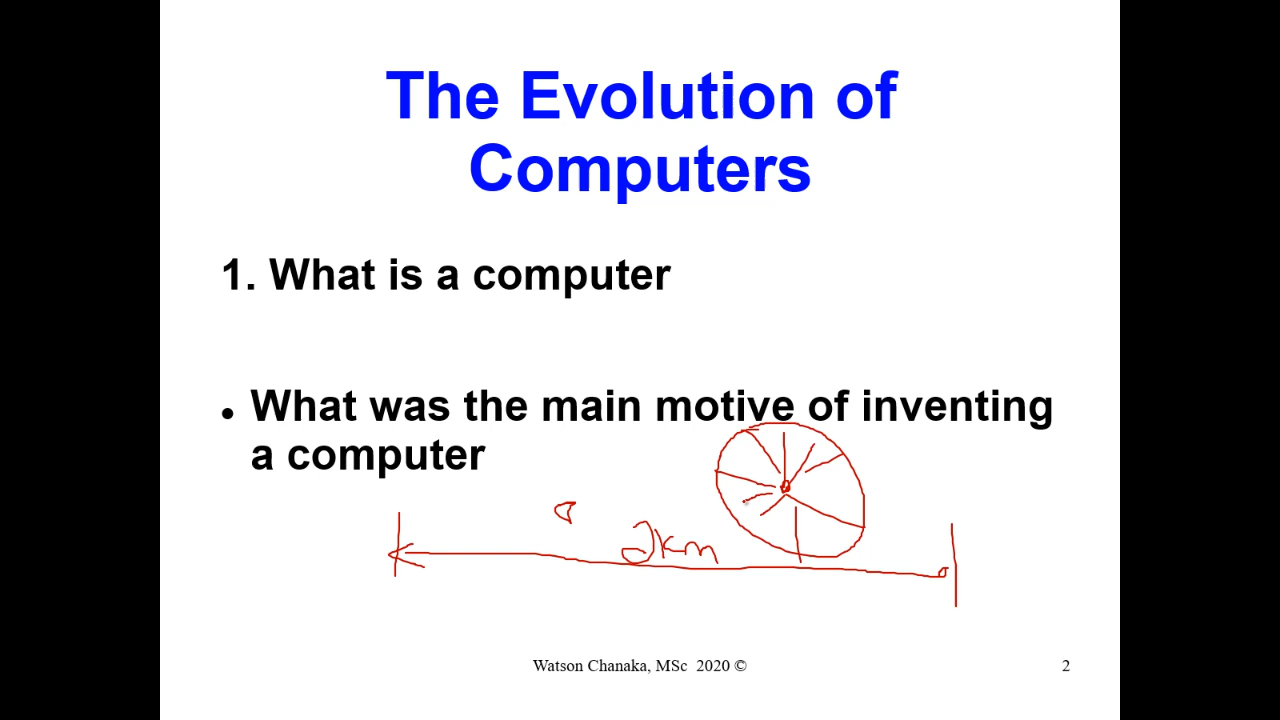 The Evolution of
Computers
1. What is a computer
• What was the main motive of inventing
a computer
2km
Watson Chanaka, MSc 2020 ©
2